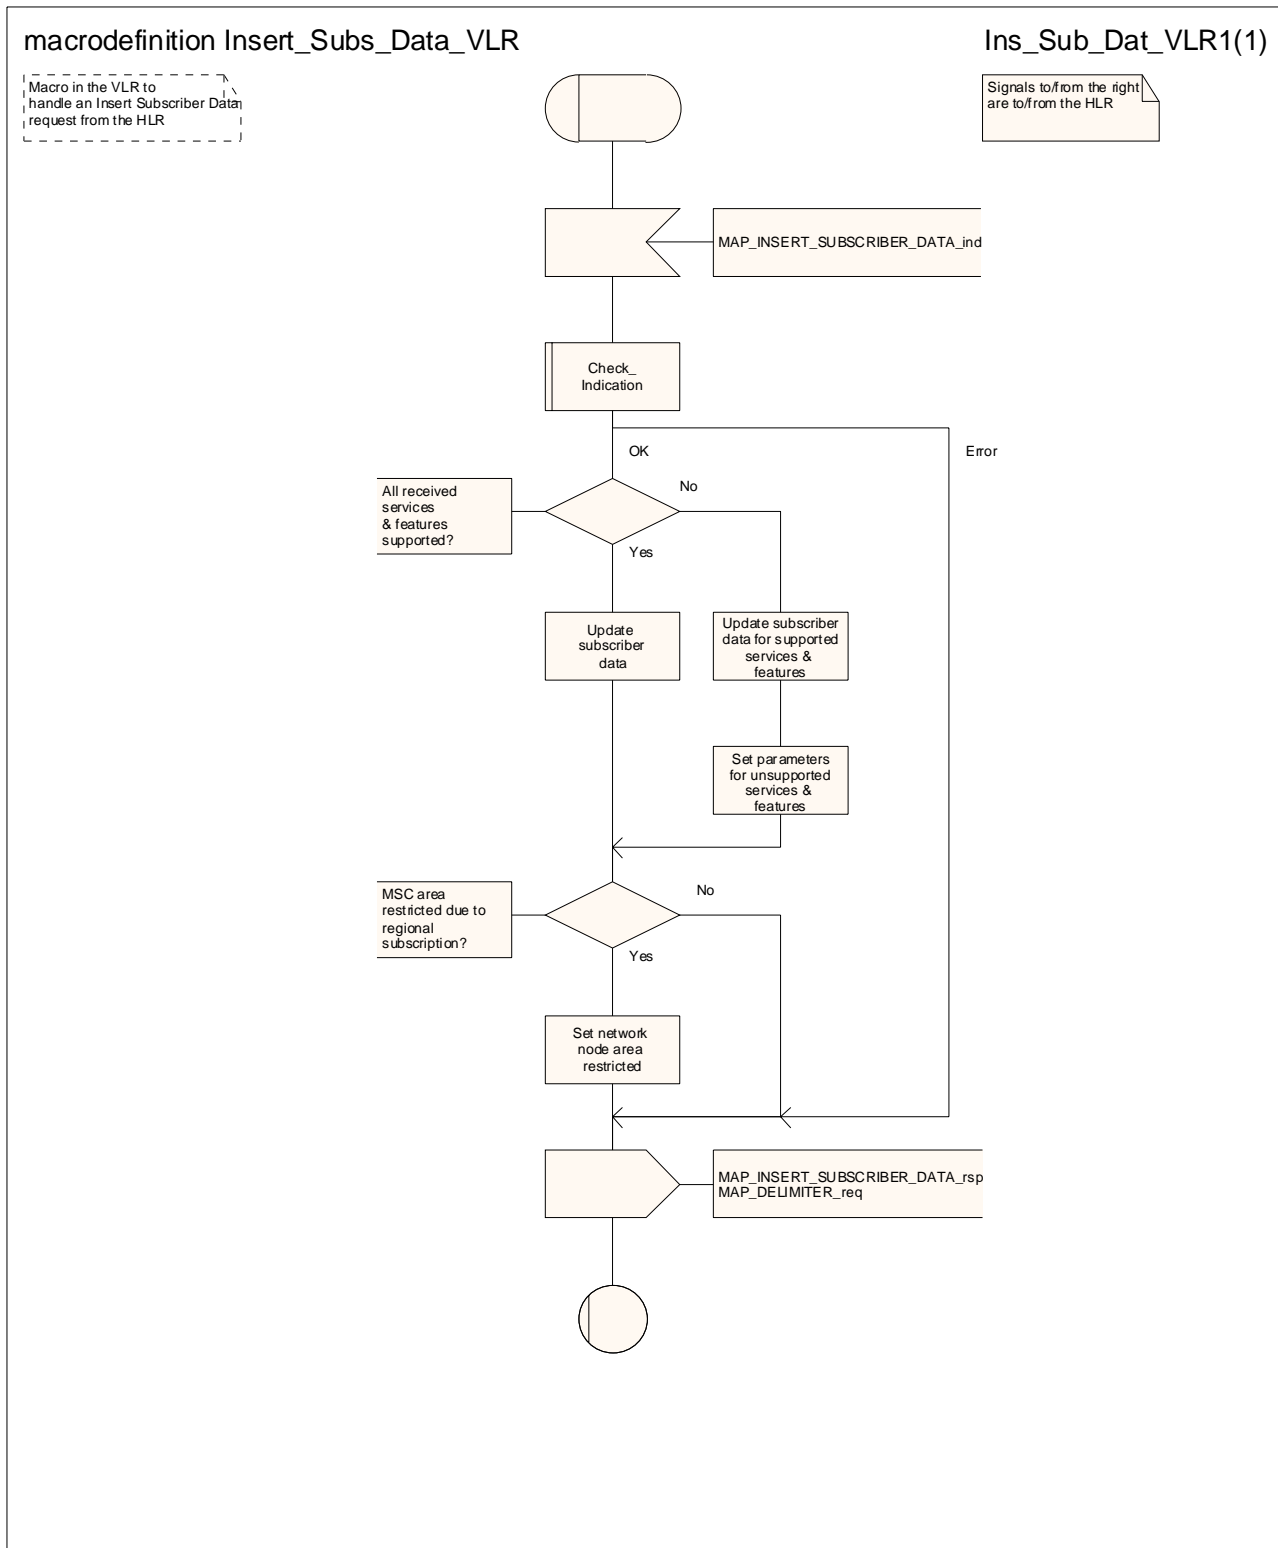 macrodefinition Insert_Subs_Data_VLR
Ins_Sub_Dat_VLR1(1)
Macro in the VLR to
handle an Insert Subscriber Data
request from the HLR
Signals to/from the right
are to/from the HLR
MAP_INSERT_SUBSCRIBER_DATA_ind
Check_
Indication
OK
Error
All received
services
& features
supported?
No
Yes
Update
subscriber
data
Update subscriber
data for supported
services &
features
Set parameters
for unsupported
services &
features
MSC area
restricted due to
regional
subscription?
No
Yes
Set network
node area
restricted
MAP_INSERT_SUBSCRIBER_DATA_rsp
MAP_DELIMITER_req